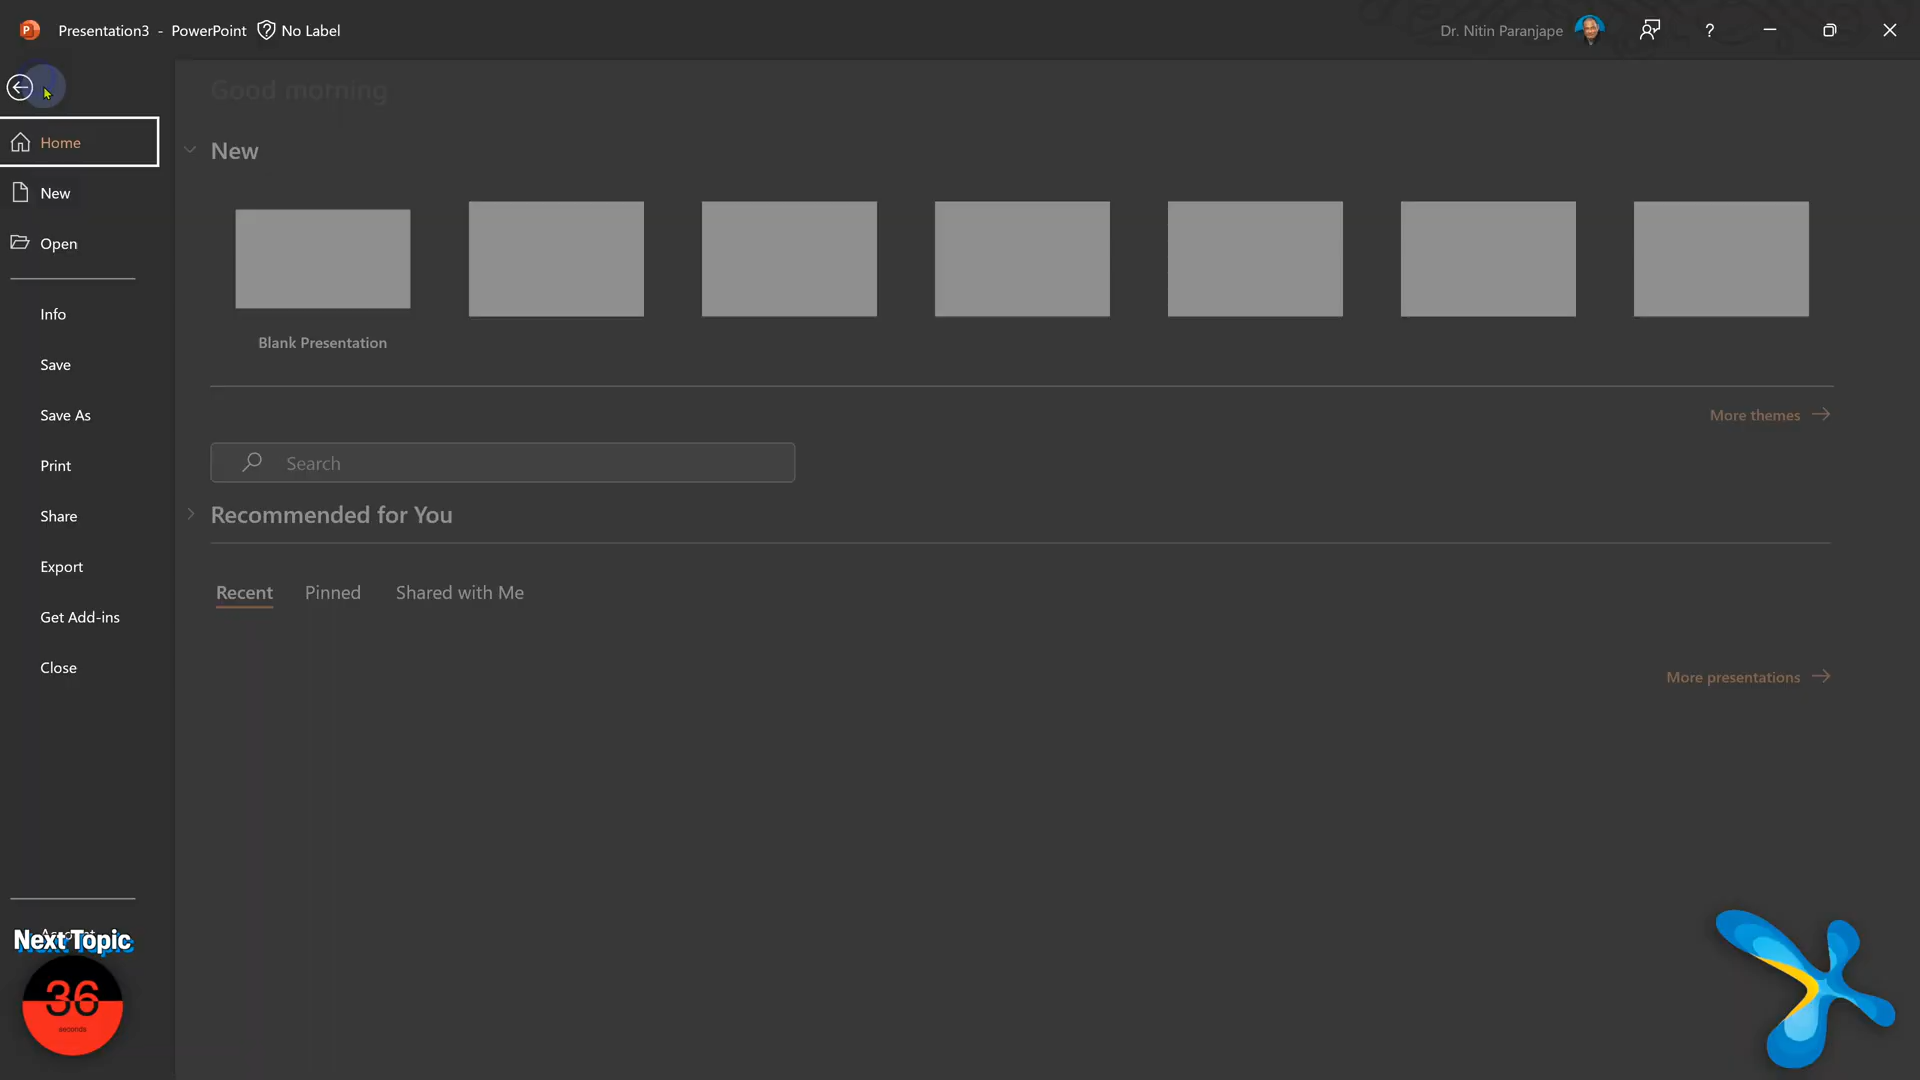 Presentation3 - PowerPoint No Label
Dr. Nitin Paranjape
?
Good morning
Home
New
Open
Info
Save
Save As
Print
Share
Export
Get Add-ins
Close
New
Blank Presentation
More themes
Search
Recommended for You
Recent Pinned Shared with Me
More presentations
Next Topic
36
seconds